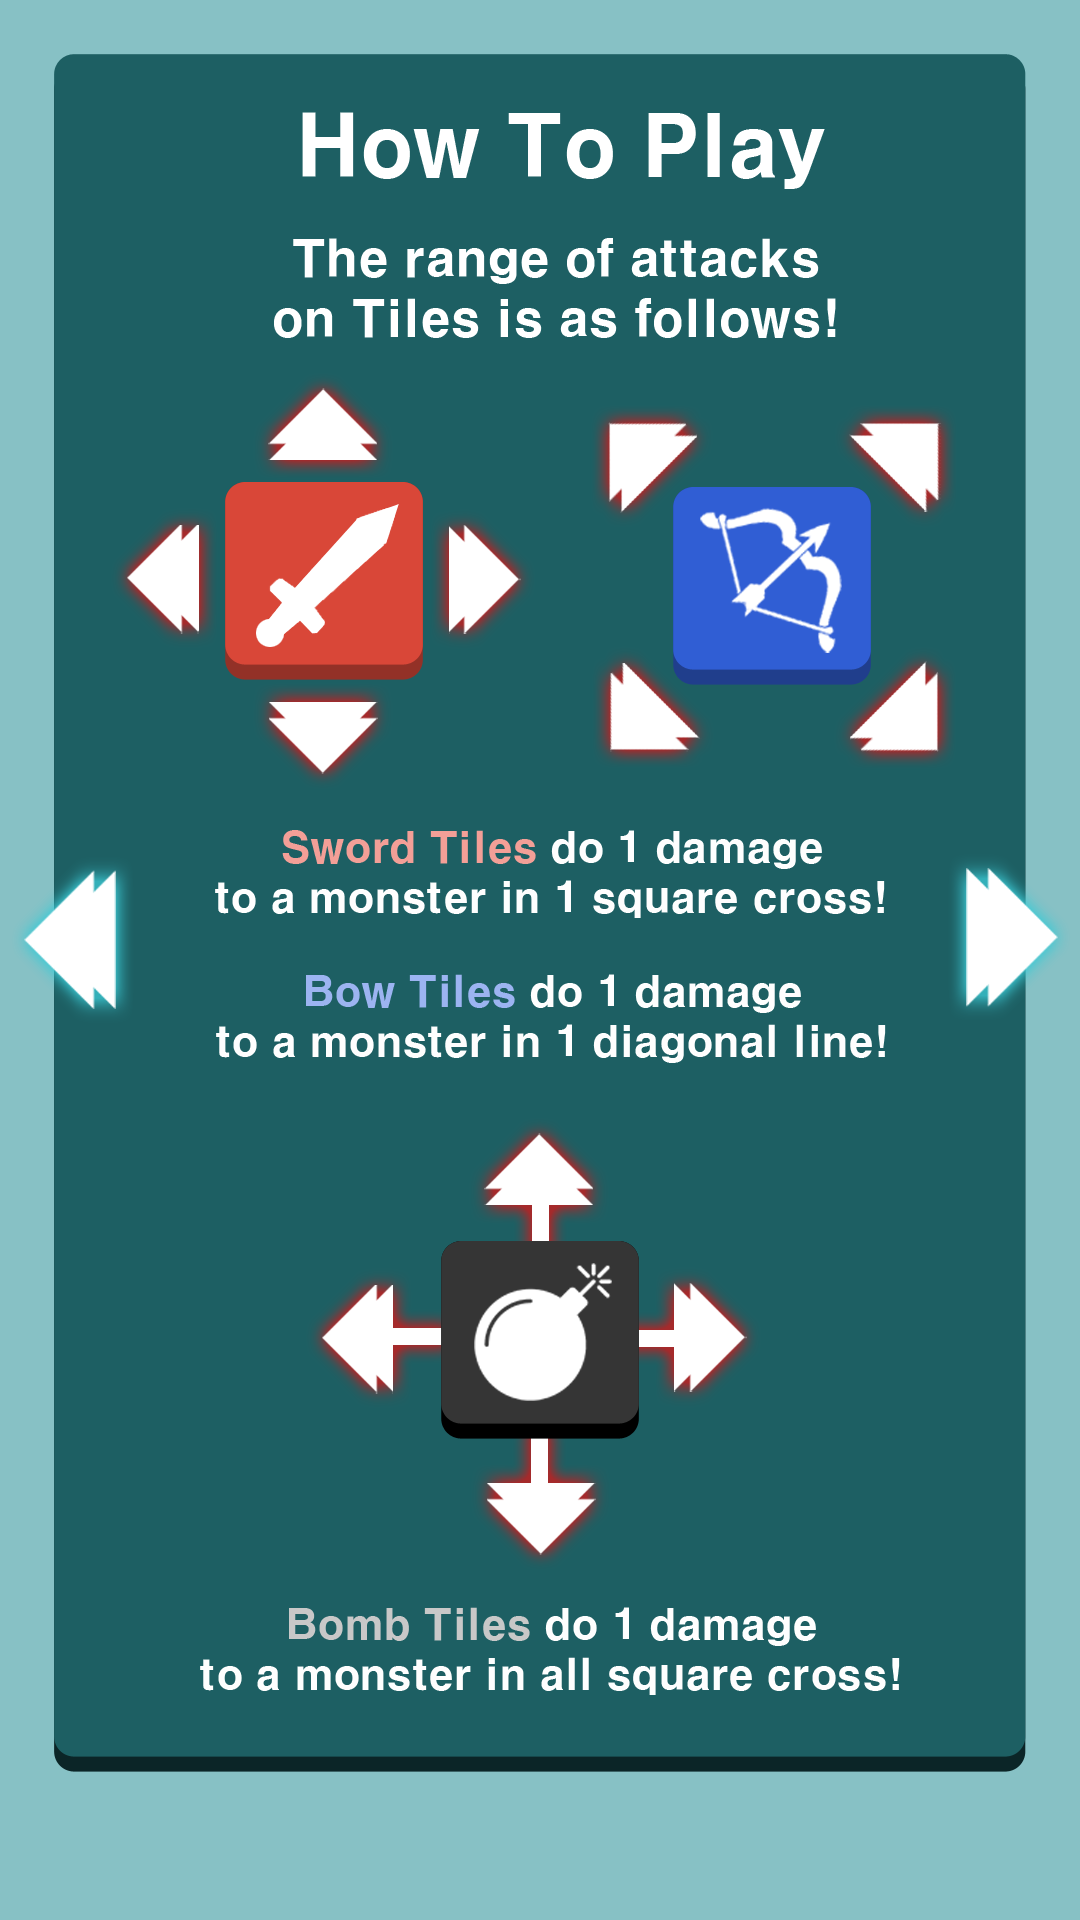 How To Play
The range of attacks
on Tiles is as follows!
Sword Tiles do 1 damage
to a monster in 1 square cross!
Bow Tiles do 1 damage
to a monster in 1 diagonal line!
Bomb Tiles do 1 damage
to a monster in all square cross!